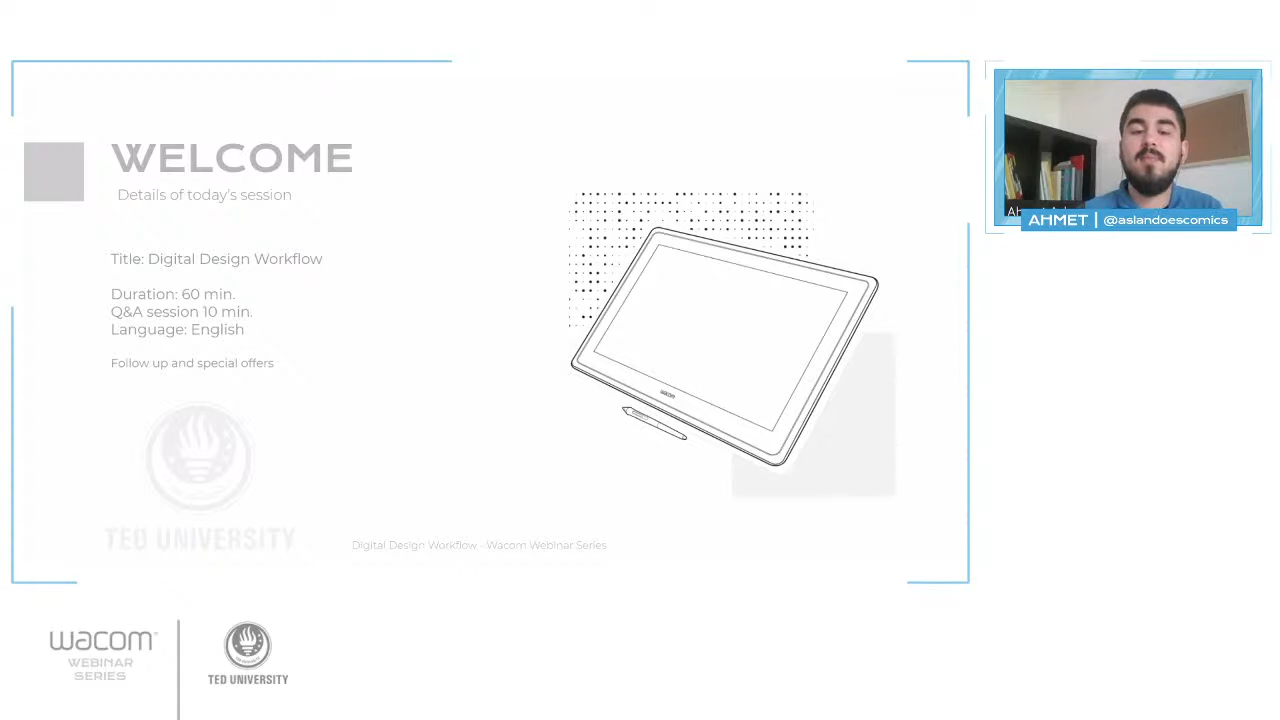 WELCOME
Details of today's session
Title: Digital Design Workflow
Duration: 60 min.
Q&A session 10 min.
Language: English
Follow up and special offers
TED UNIVERSITY
Digital Design Workflow - Wacom Webinar Series
wacom
AHMET | @aslandoescomics
wacom
WEBINAR
SERIES
TED UNIVERSITY